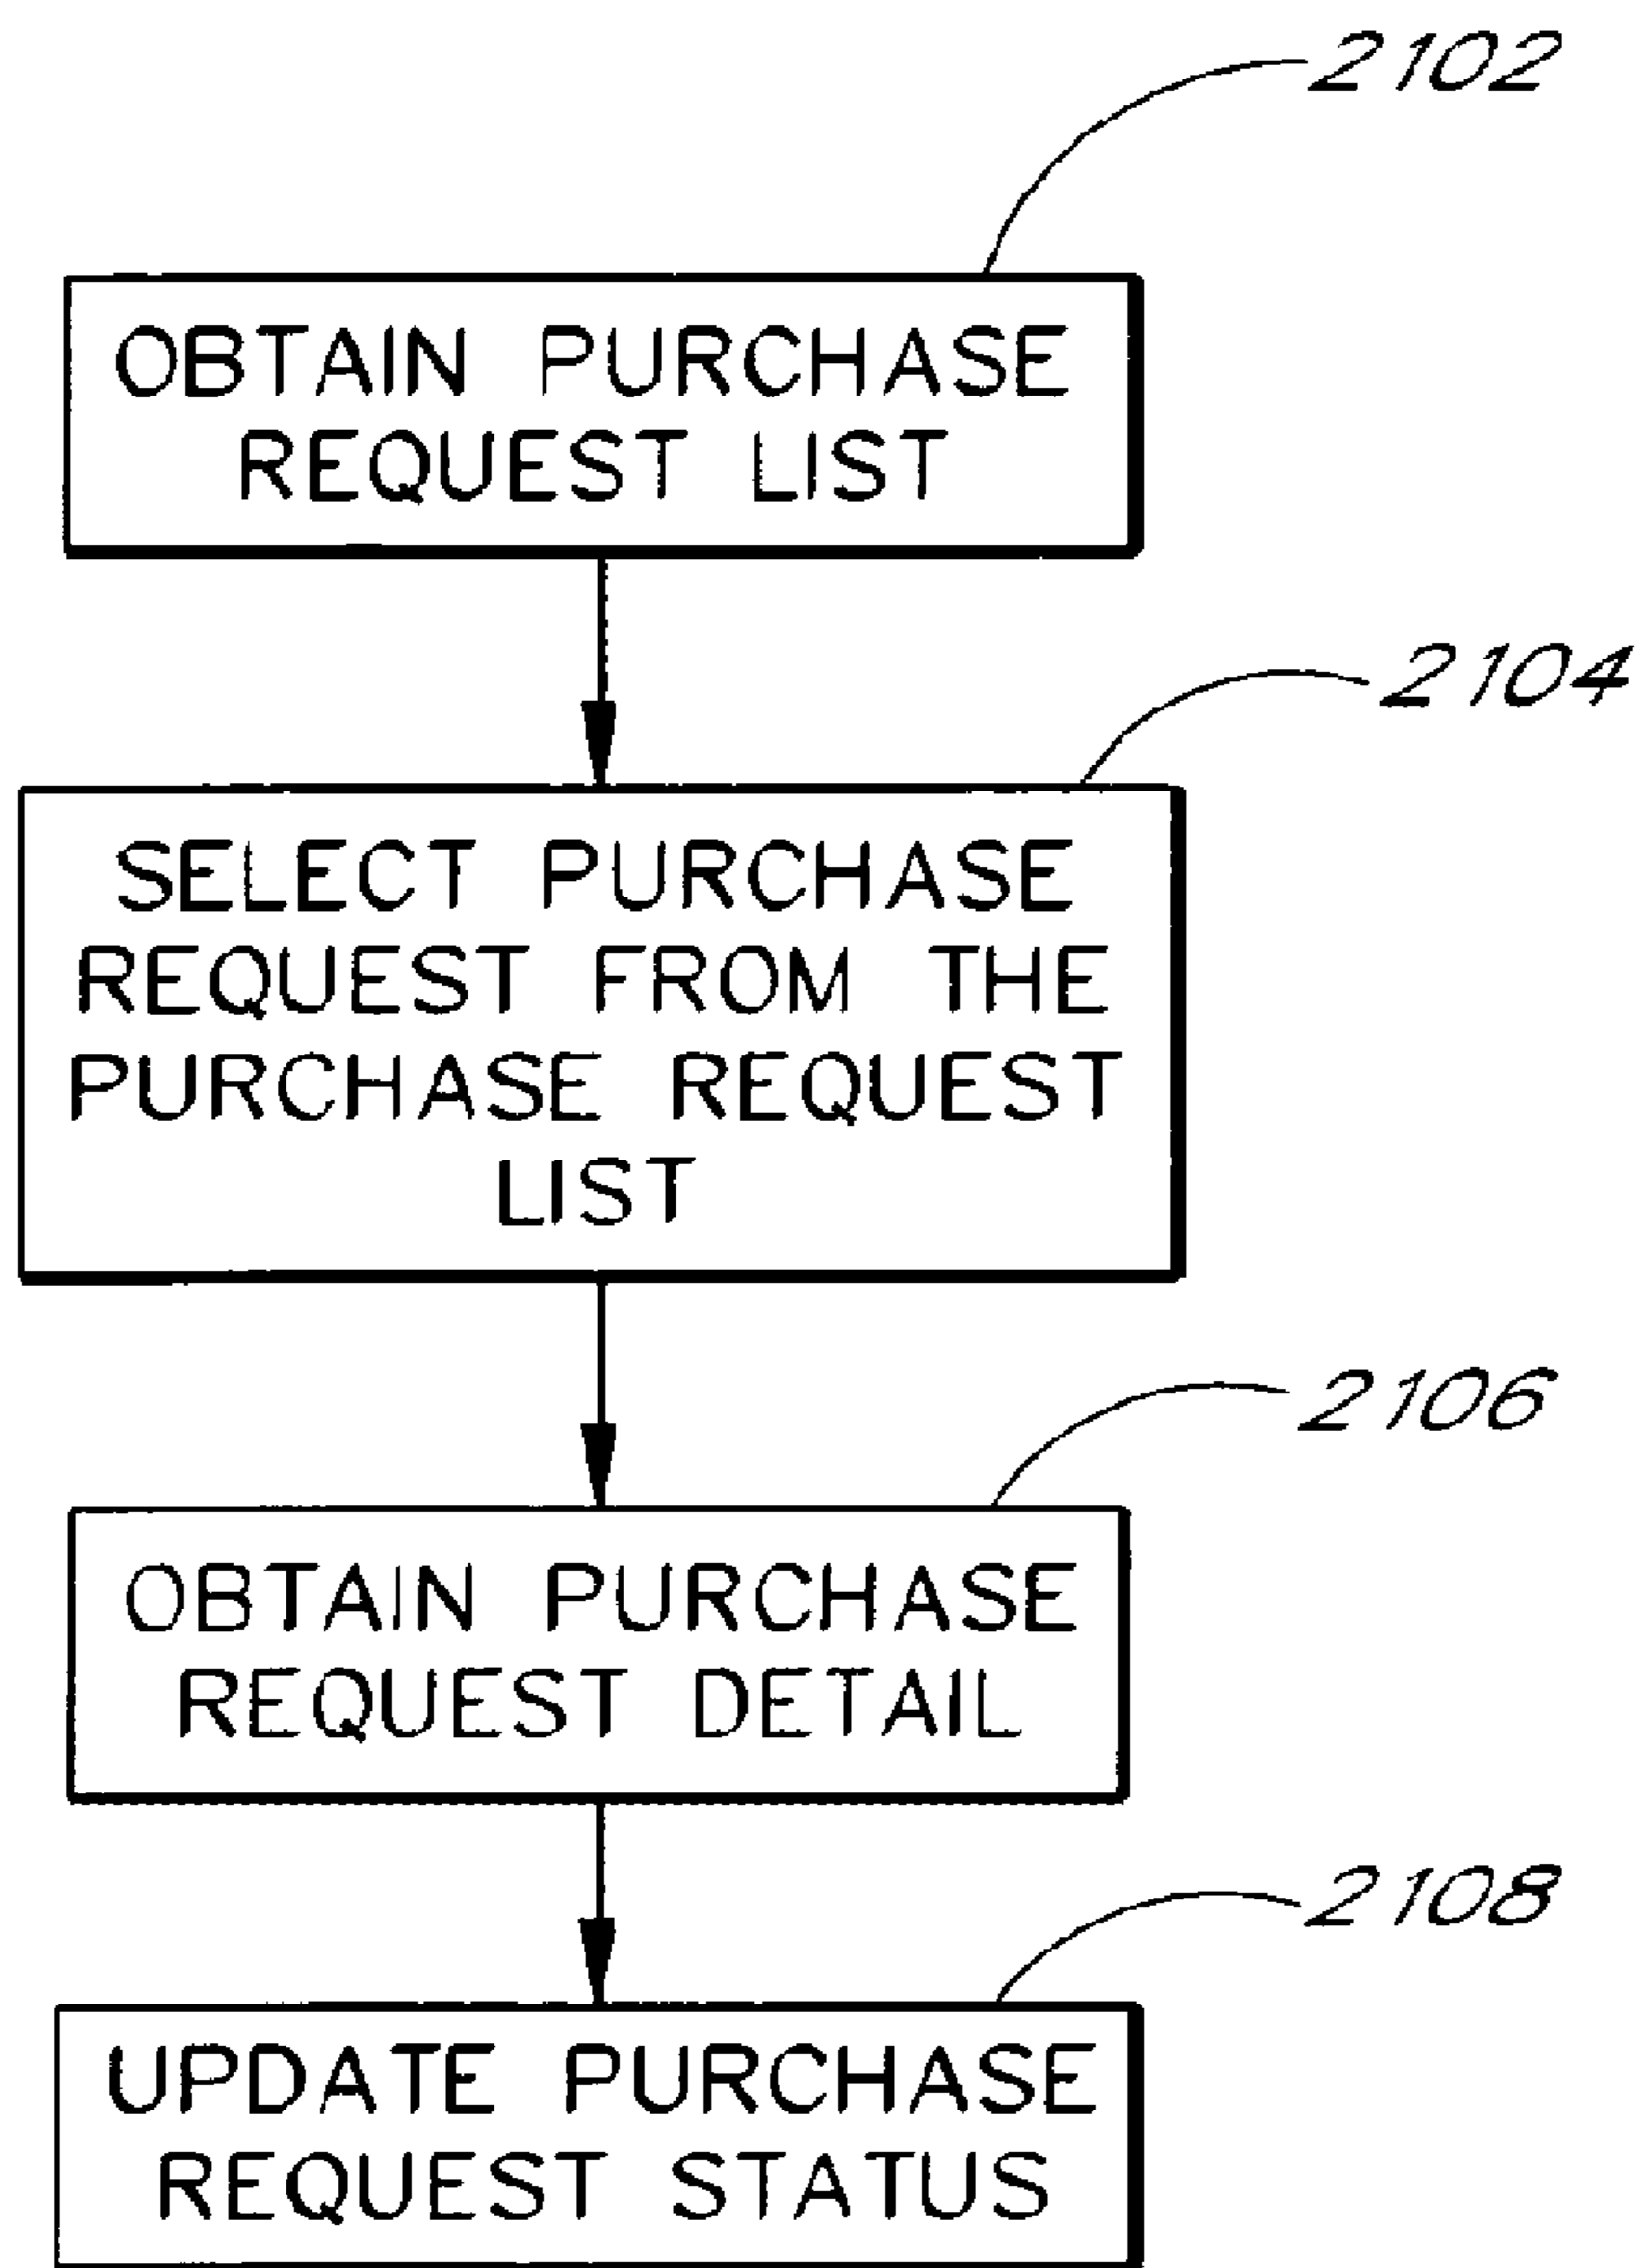 2102
OBTAIN PURCHASE
REQUEST LIST
2104
SELECT PURCHASE
REQUEST FROM THE
PURCHASE REQUEST
LIST
2106
OBTAIN PURCHASE
REQUEST DETAIL
2108
UPDATE PURCHASE
REQUEST STATUS